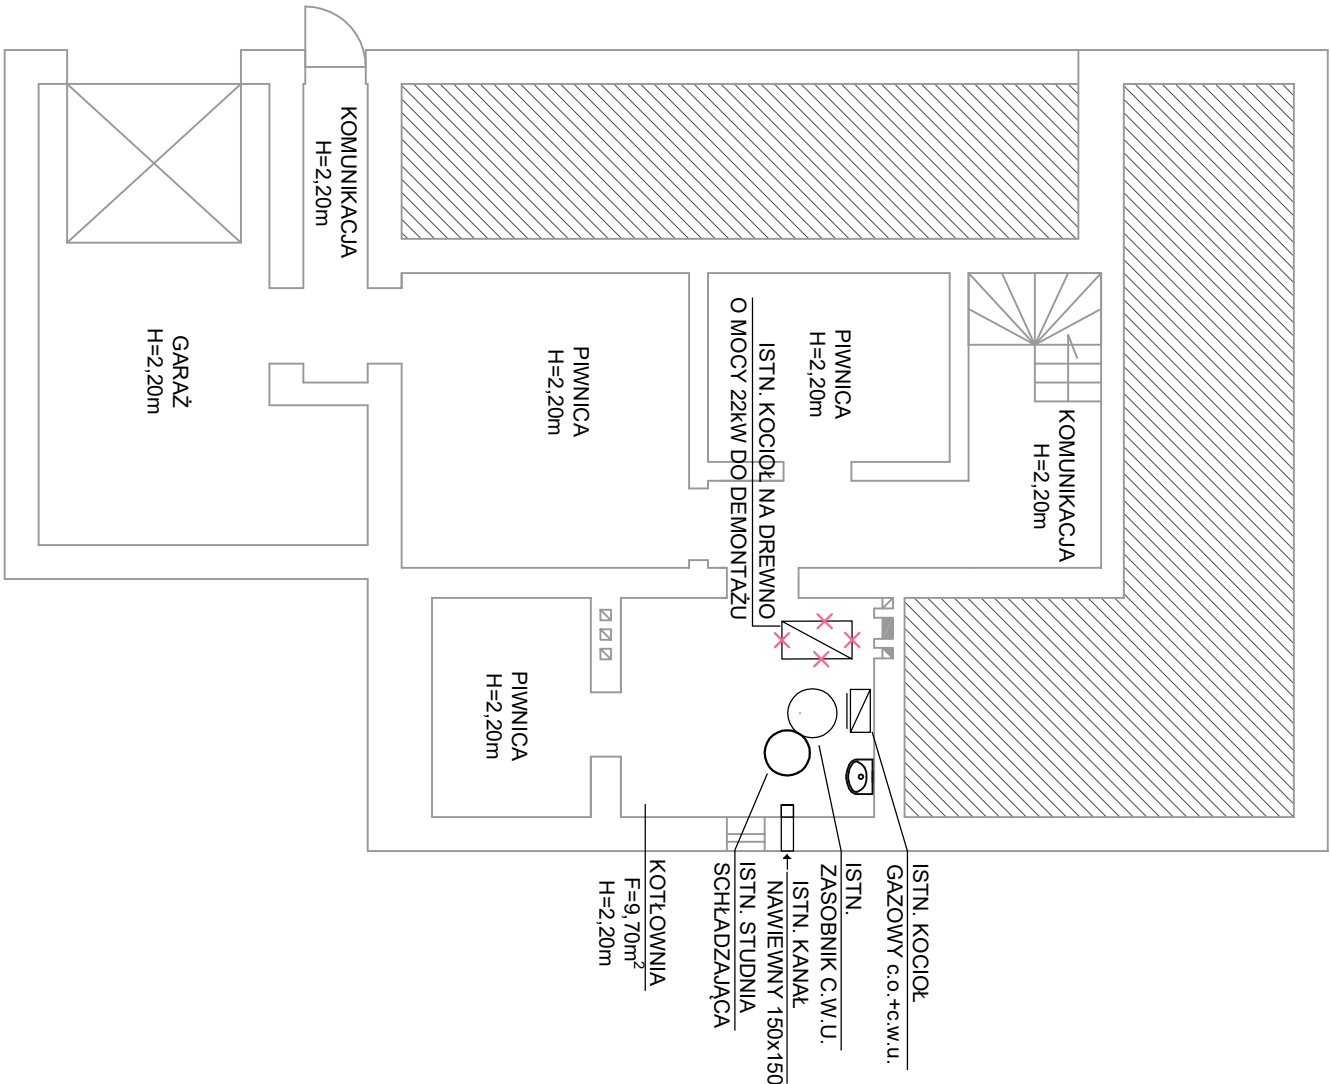 KOMUNIKACJA
H=2,20m
GARAŻ
H=2,20m
PIWNICA
H=2,20m
PIWNICA
H=2,20m
ISTN. KOCIOŁ NA DREWNO
O MOCY 22kW DO DEMONTAŻU
KOMUNIKACJA
H=2,20m
PIWNICA
H=2,20m
ISTN. KOCIOŁ
GAZOWY c.o.+c.w.u.
ISTN.
ZASOBNIK C.W.U.
ISTN. KANAŁ
NAWIEWNY 150x150
ISTN. STUDNIA
SCHŁADZAJĄCA
KOTŁOWNIA
F=9,70m²
H=2,20m